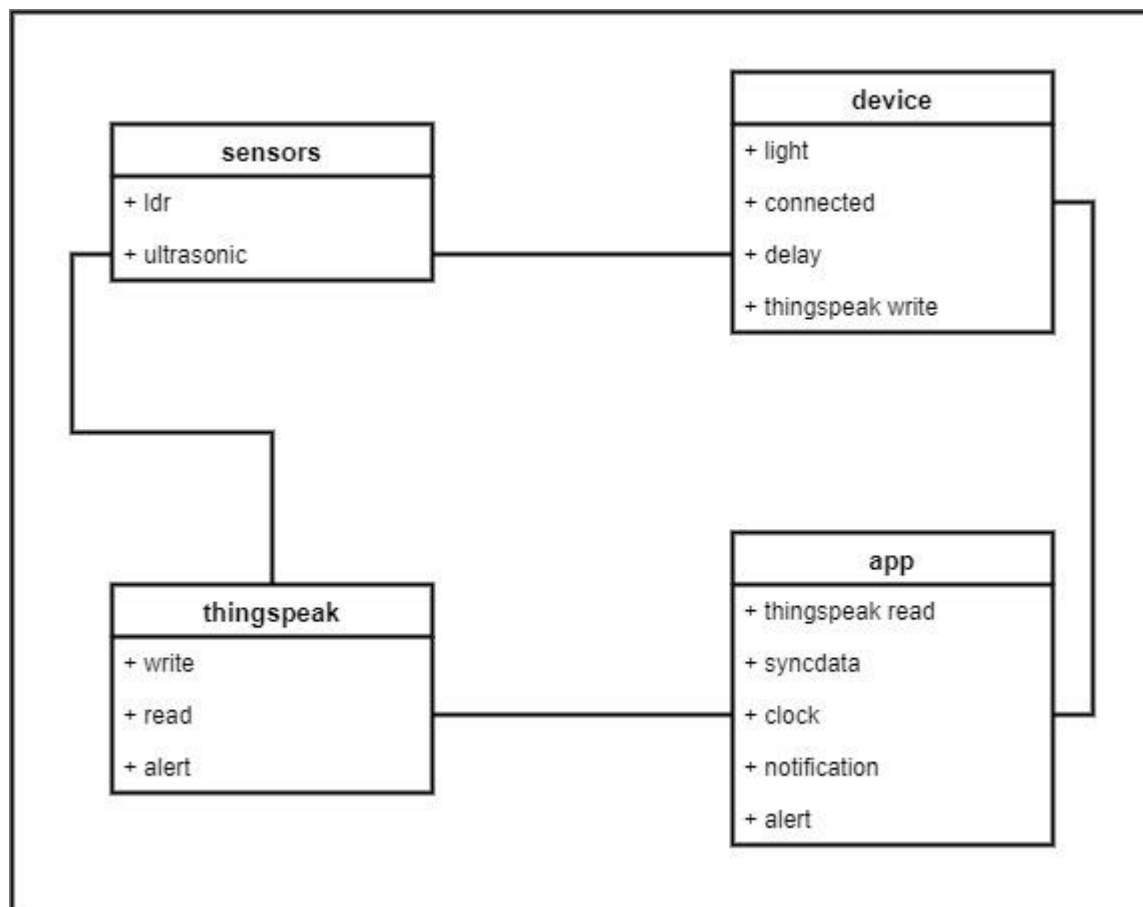 sensors
+ ldr
+ ultrasonic
device
+ light
+ connected
+ delay
+ thingspeak write
thingspeak
+ write
+ read
+ alert
app
+ thingspeak read
+ syncdata
+ clock
+ notification
+ alert